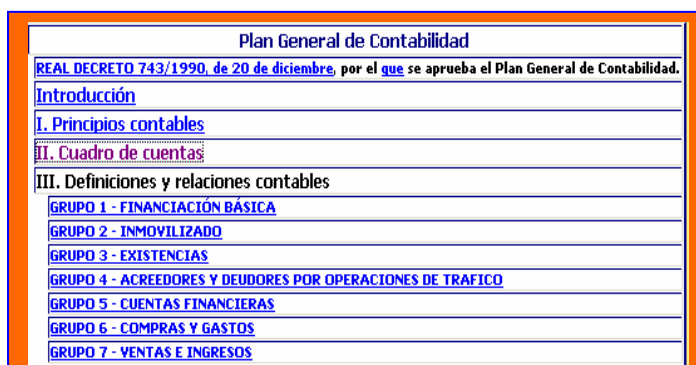 Plan General de Contabilidad
REAL DECRETO 743/1990, de 20 de diciembre, por el que se aprueba el Plan General de Contabilidad.
Introducción
I. Principios contables
II. Cuadro de cuentas
III. Definiciones y relaciones contables
GRUPO 1 - FINANCIACIÓN BÁSICA
GRUPO 2 - INMOVILIZADO
GRUPO 3 - EXISTENCIAS
GRUPO 4 - ACREEDORES Y DEUDORES POR OPERACIONES DE TRAFICO
GRUPO 5 - CUENTAS FINANCIERAS
GRUPO 6 - COMPRAS Y GASTOS
GRUPO 7 - VENTAS E INGRESOS